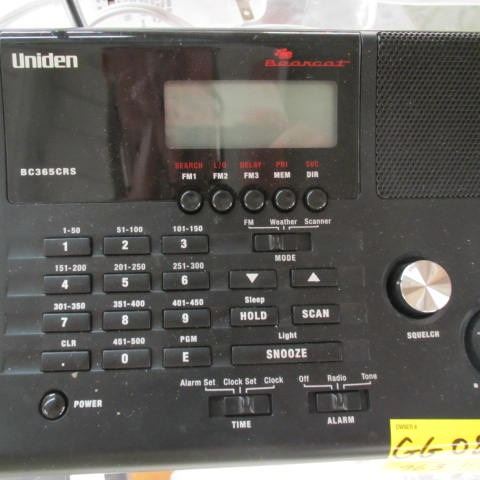 Uniden
Bearcat
BC365CRS
SEARCH L/O DELAY PRI SVC
FM1 FM2 FM3 MEM DIR
FM Weather Scanner
MODE
1-50 51-100 101-150
1 2 3
151-200 201-250 251-300
4 5 6
301-350 351-400 401-450
7 8 9
CLR 451-500 PGM
0 E
Sleep
HOLD SCAN
Light
SNOOZE
SQUELCH
POWER
Alarm Set Clock Set Clock
TIME
Off Radio Tone
ALARM
OWNER #